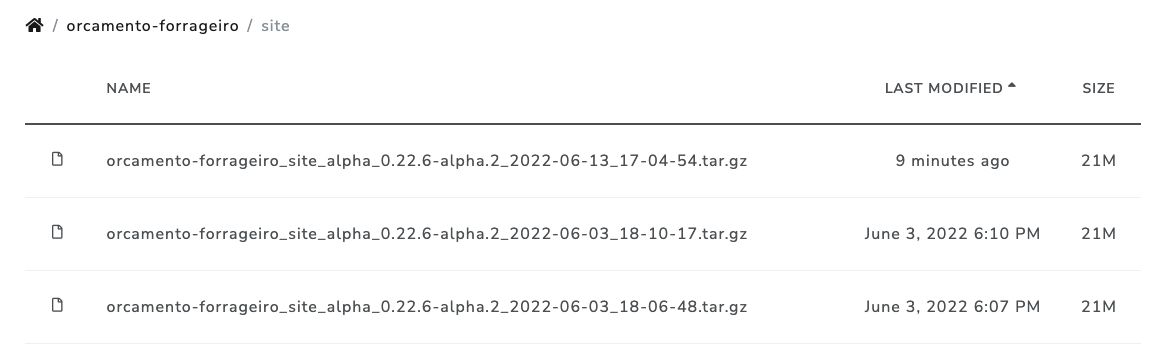 / orcamento-forrageiro / site
NAME LAST MODIFIED SIZE
orcamento-forrageiro_site_alpha_0.22.6-alpha.2_2022-06-13_17-04-54.tar.gz 9 minutes ago 21M
orcamento-forrageiro_site_alpha_0.22.6-alpha.2_2022-06-03_18-10-17.tar.gz June 3, 2022 6:10 PM 21M
orcamento-forrageiro_site_alpha_0.22.6-alpha.2_2022-06-03_18-06-48.tar.gz June 3, 2022 6:07 PM 21M